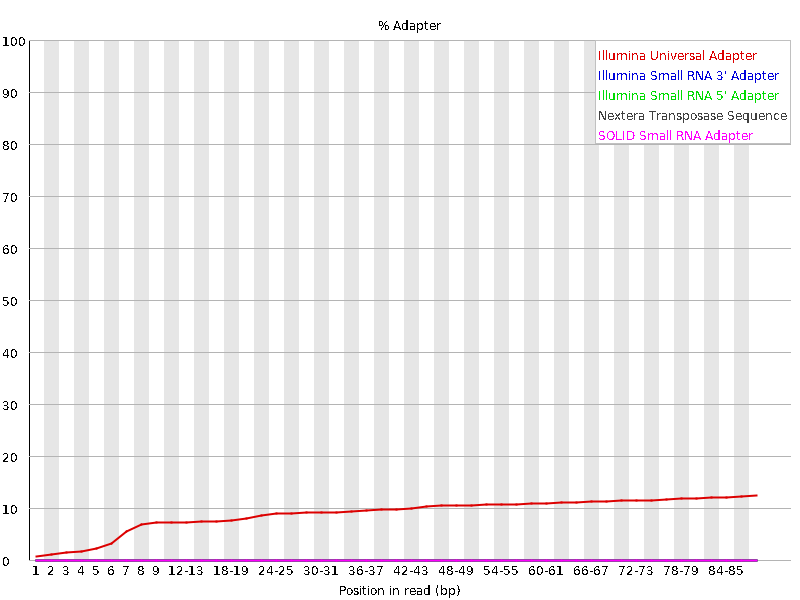 % Adapter
100
90
80
70
60
50
40
30
20
10
0
Illumina Universal Adapter
Illumina Small RNA 3' Adapter
Illumina Small RNA 5' Adapter
Nextera Transposase Sequence
SOLID Small RNA Adapter
1 2 3 4 5 6 7 8 9 12-13 18-19 24-25 30-31 36-37 42-43 48-49 54-55 60-61 66-67 72-73 78-79 84-85
Position in read (bp)